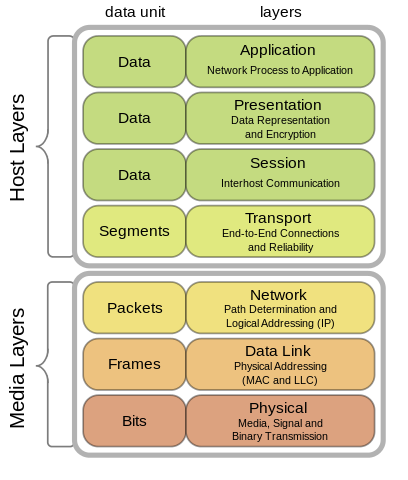 data unit layers
Host Layers
Data
Application
Network Process to Application
Data
Presentation
Data Representation
and Encryption
Data
Session
Interhost Communication
Segments
Transport
End-to-End Connections
and Reliability
Media Layers
Packets
Network
Path Determination and
Logical Addressing (IP)
Frames
Data Link
Physical Addressing
(MAC and LLC)
Bits
Physical
Media, Signal and
Binary Transmission